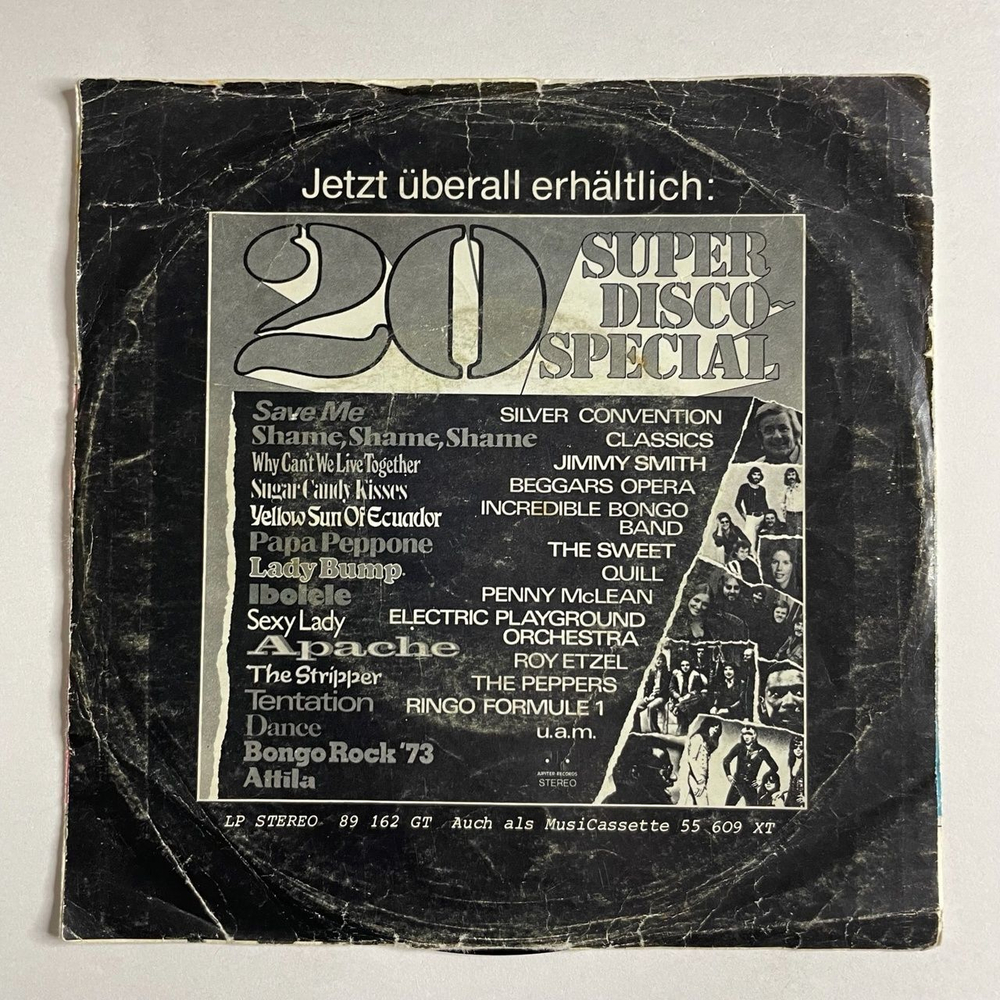 Jetzt überall erhältlich:
20
SUPER
DISCO-
SPECIAL
Save Me
Shame, Shame, Shame
Why Can't We Live Together
Sugar Candy Kisses
Yellow Sun Of Ecuador
Papa Peppone
Lady Bump
Ibolele
Sexy Lady
Apache
The Stripper
Tentation
Dance
Bongo Rock '73
Attila
SILVER CONVENTION
CLASSICS
JIMMY SMITH
BEGGARS OPERA
INCREDIBLE BONGO
BAND
THE SWEET
QUILL
PENNY McLEAN
ELECTRIC PLAYGROUND
ORCHESTRA
ROY ETZEL
THE PEPPERS
RINGO FORMULE 1
u.a.m.
JUPITER RECORDS
STEREO
LP STEREO 89 162 GT Auch als MusiCassette 55 609 XT